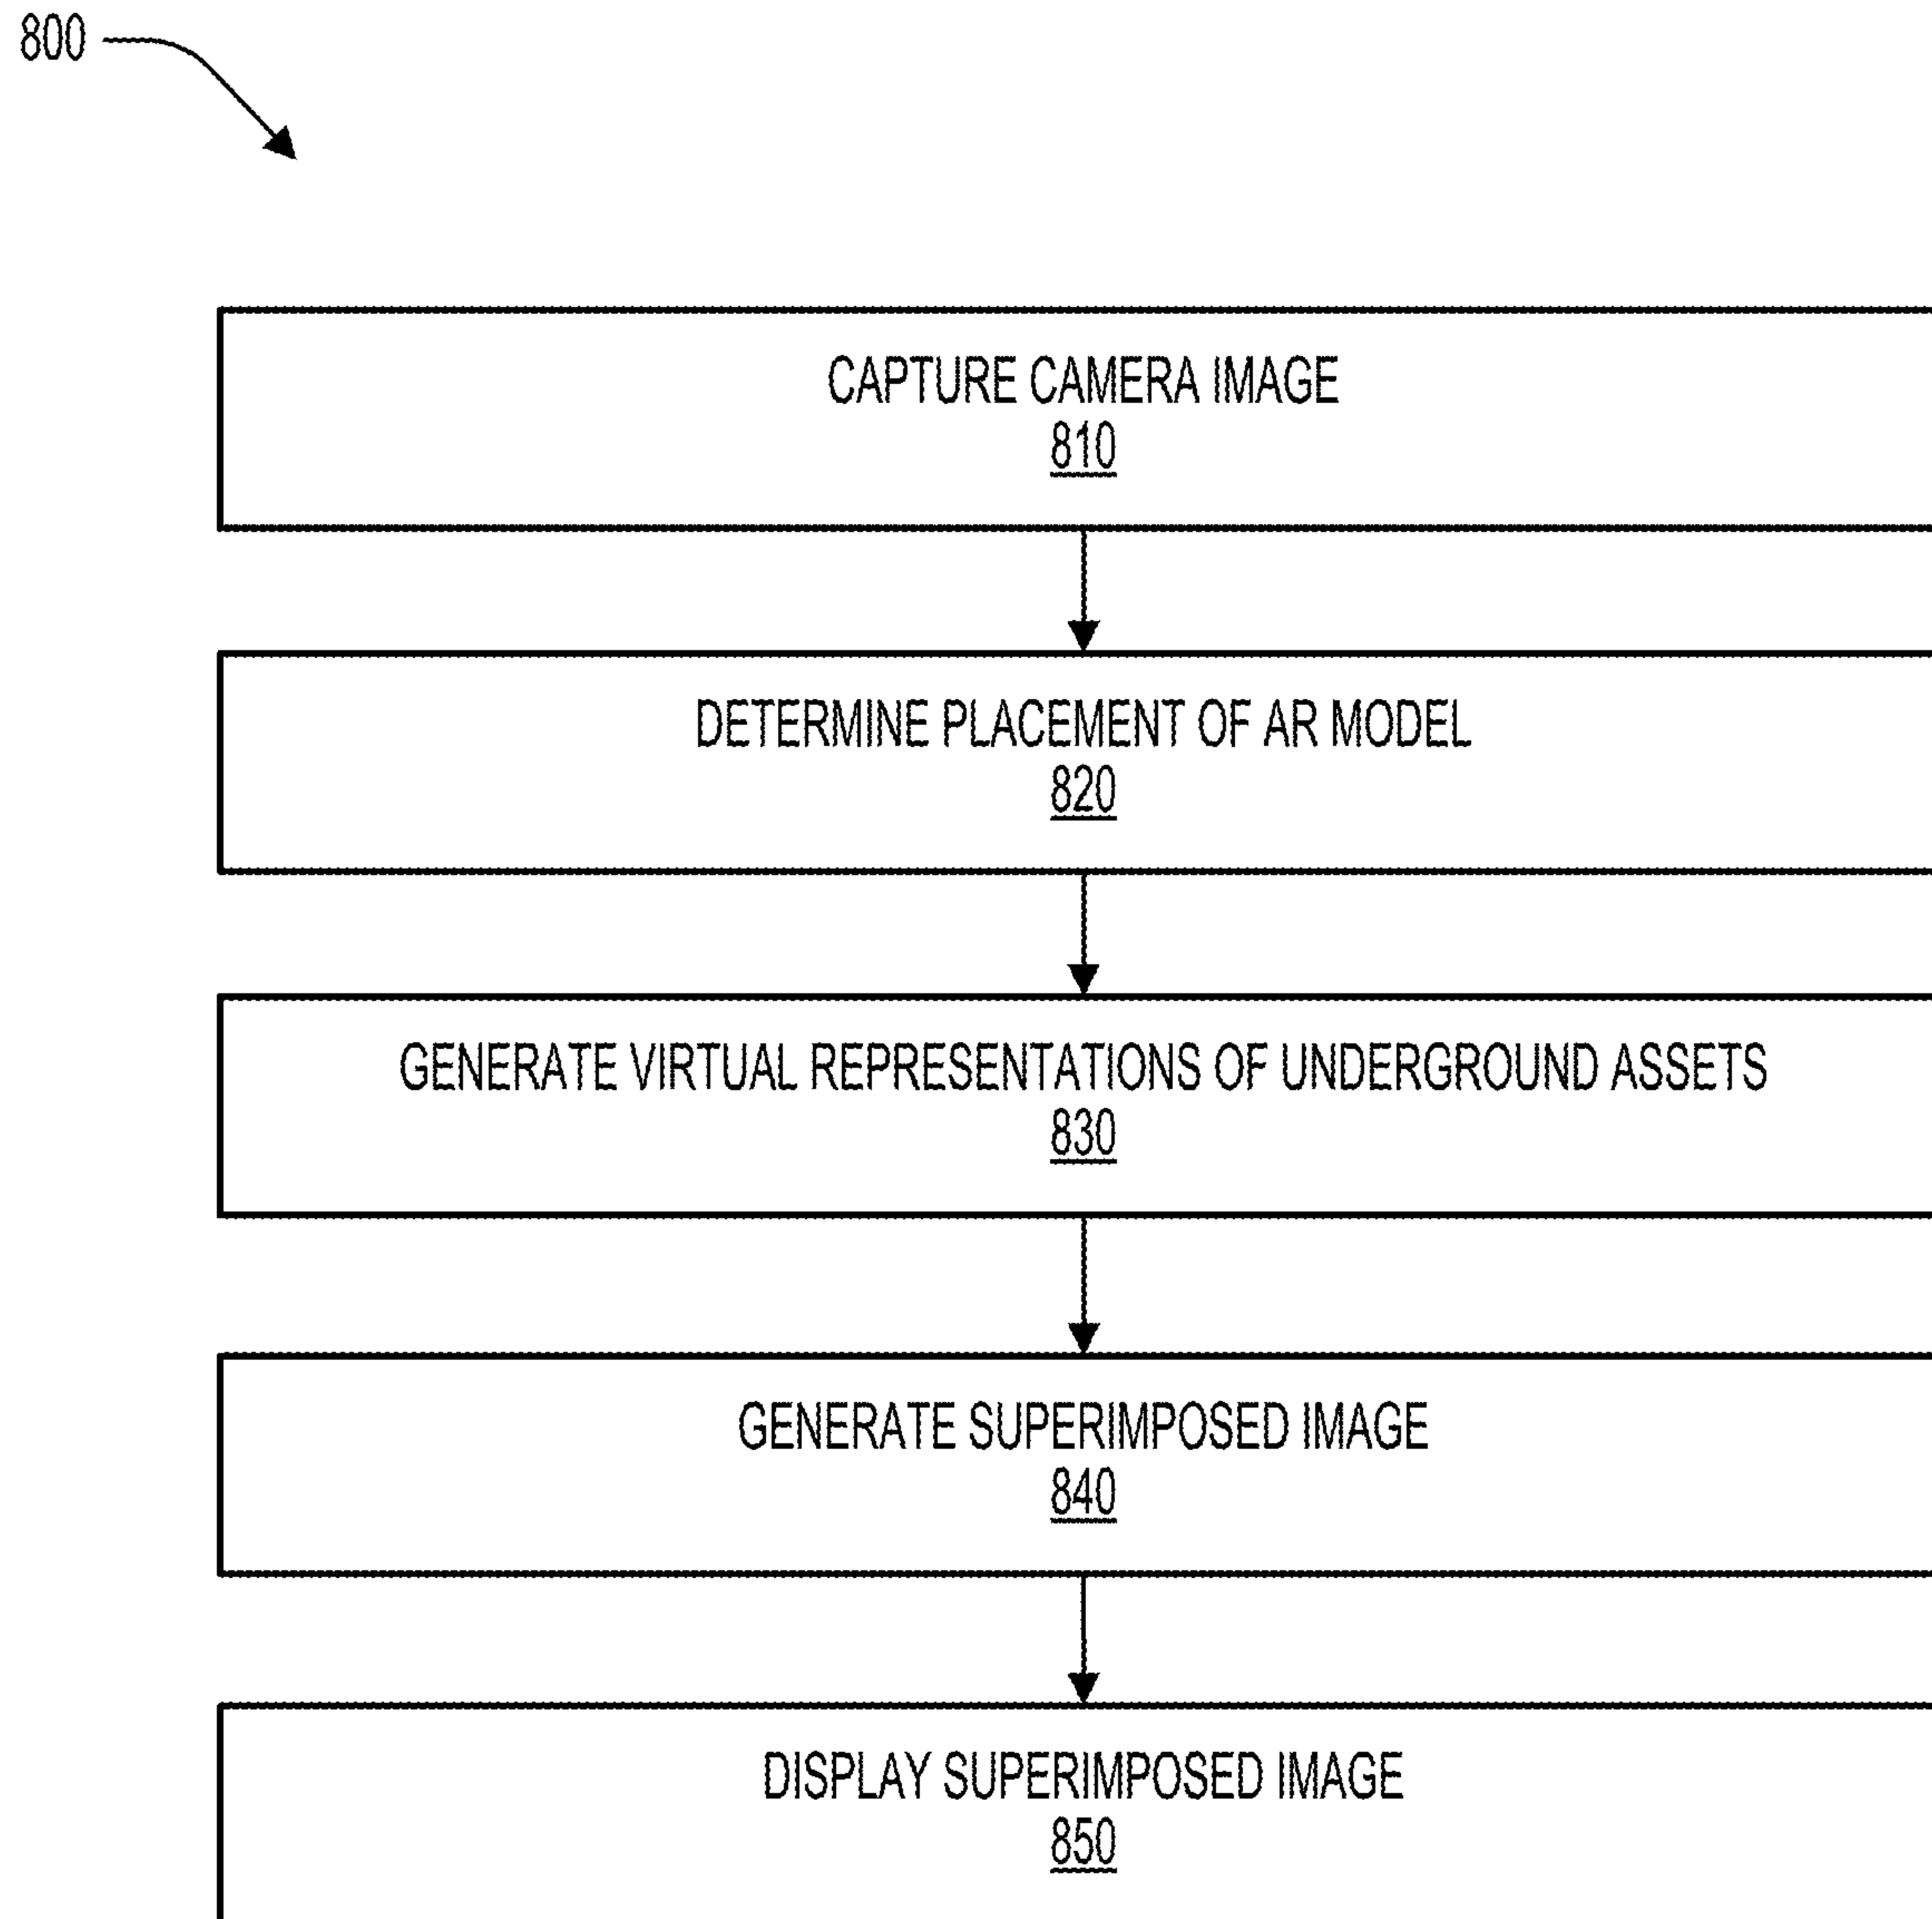 800
CAPTURE CAMERA IMAGE
810
DETERMINE PLACEMENT OF AR MODEL
820
GENERATE VIRTUAL REPRESENTATIONS OF UNDERGROUND ASSETS
830
GENERATE SUPERIMPOSED IMAGE
840
DISPLAY SUPERIMPOSED IMAGE
850